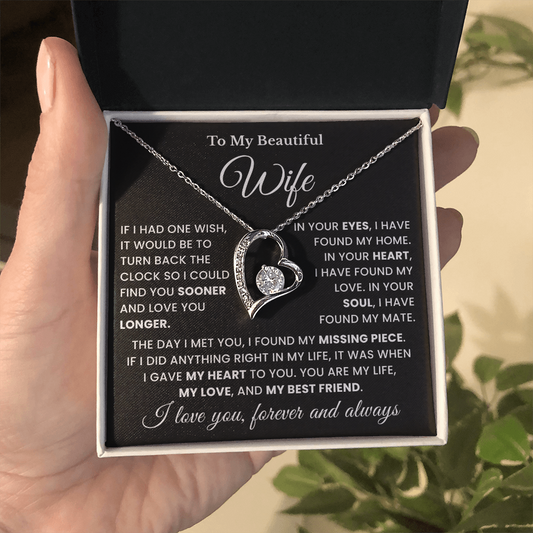 To My Beautiful
Wife
IF I HAD ONE WISH,
IT WOULD BE TO
TURN BACK THE
CLOCK SO I COULD
FIND YOU SOONER
AND LOVE YOU
LONGER.
IN YOUR EYES, I HAVE
FOUND MY HOME.
IN YOUR HEART,
I HAVE FOUND MY
LOVE. IN YOUR
SOUL, I HAVE
FOUND MY MATE.
THE DAY I MET YOU, I FOUND MY MISSING PIECE.
IF I DID ANYTHING RIGHT IN MY LIFE, IT WAS WHEN
I GAVE MY HEART TO YOU. YOU ARE MY LIFE,
MY LOVE, AND MY BEST FRIEND.
I love you, forever and always